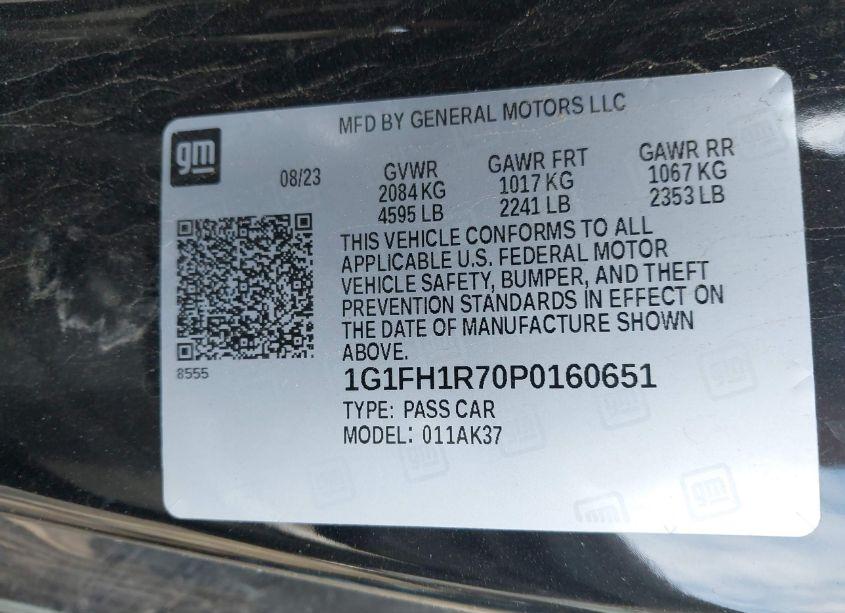 MFD BY GENERAL MOTORS LLC
gm
08/23
GVWR
2084 KG
4595 LB
GAWR FRT
1017 KG
2241 LB
GAWR RR
1067 KG
2353 LB
THIS VEHICLE CONFORMS TO ALL
APPLICABLE U.S. FEDERAL MOTOR
VEHICLE SAFETY, BUMPER, AND THEFT
PREVENTION STANDARDS IN EFFECT ON
THE DATE OF MANUFACTURE SHOWN
ABOVE.
8555
1G1FH1R70P0160651
TYPE: PASS CAR
MODEL: 011AK37
gm
gm